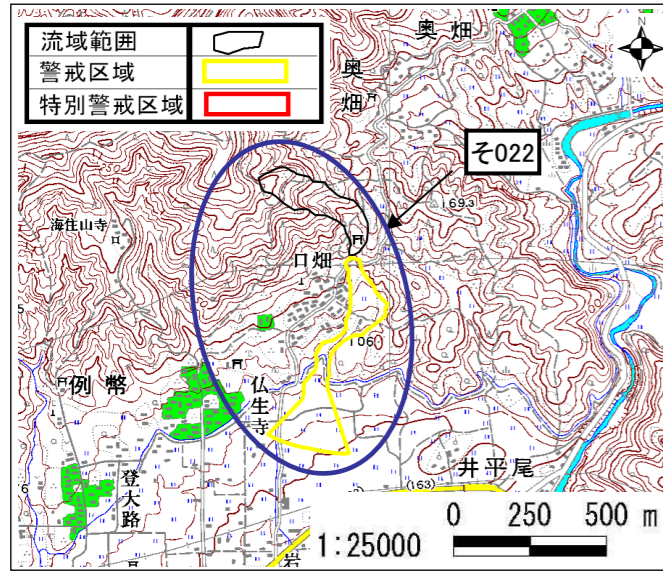 流域範囲
警戒区域
特別警戒区域
奥畑
奥畑
そ022
海住山寺
口畑
1693
106
例幣
仏生寺
登大路
井平尾
(163)
岩
1:25000
0 250 500 m